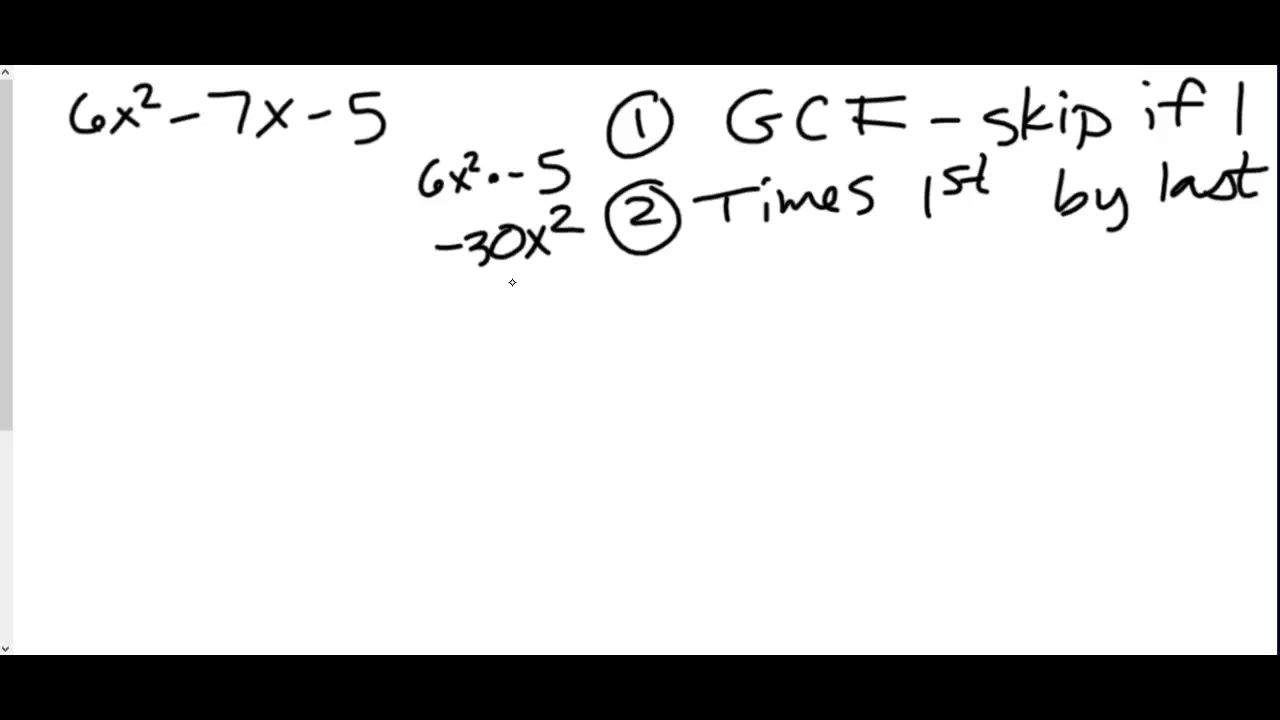 6x² - 7x - 5
① GCF - skip if 1
6x² · - 5
② Times 1st by last
-30x²